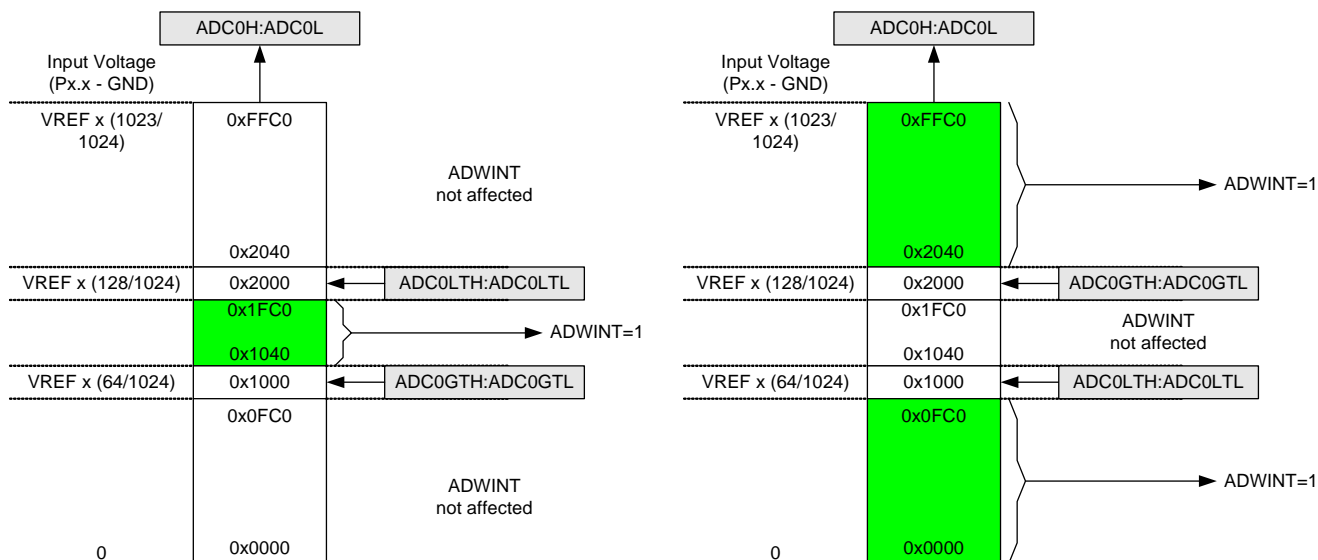 ADC0H:ADC0L
Input Voltage
(Px.x - GND)
VREF x (1023/
1024)
0xFFC0
ADWINT
not affected
0x2040
VREF x (128/1024)
0x2000
ADC0LTH:ADC0LTL
0x1FC0
ADWINT=1
0x1040
VREF x (64/1024)
0x1000
ADC0GTH:ADC0GTL
0x0FC0
ADWINT
not affected
0
0x0000
ADC0H:ADC0L
Input Voltage
(Px.x - GND)
VREF x (1023/
1024)
0xFFC0
ADWINT=1
0x2040
VREF x (128/1024)
0x2000
ADC0GTH:ADC0GTL
0x1FC0
ADWINT
not affected
0x1040
VREF x (64/1024)
0x1000
ADC0LTH:ADC0LTL
0x0FC0
ADWINT=1
0
0x0000